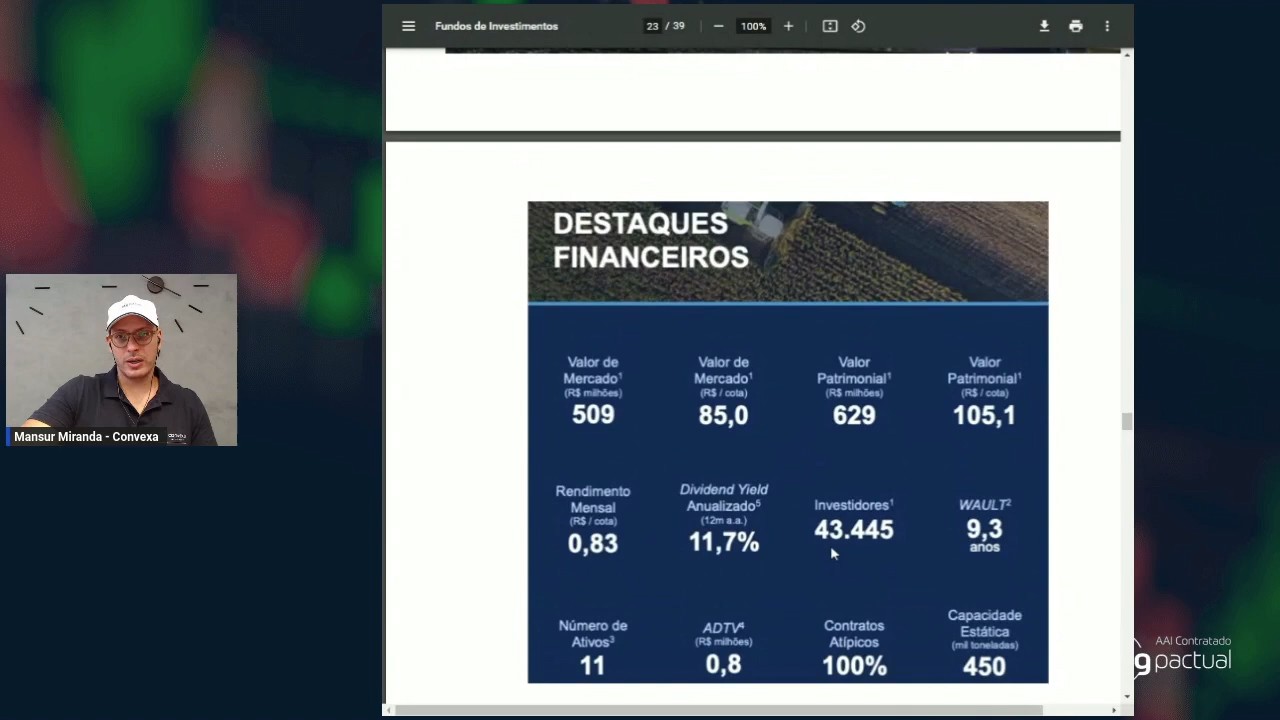 Fundos de Investimentos
23 / 39
100%
DESTAQUES
FINANCEIROS
Valor de
Mercado¹
(R$ milhões)
509
Valor de
Mercado¹
(R$ / cota)
85,0
Valor
Patrimonial¹
(R$ milhões)
629
Valor
Patrimonial¹
(R$ / cota)
105,1
Rendimento
Mensal
(R$ / cota)
0,83
Dividend Yield
Anualizado⁵
(12m a.a.)
11,7%
Investidores¹
43.445
WAULT²
9,3
anos
Número de
Ativos³
11
ADTV⁴
(R$ milhões)
0,8
Contratos
Atípicos
100%
Capacidade
Estática
(mil toneladas)
450
Mansur Miranda - Convexa
AAI Contratado
g pactual